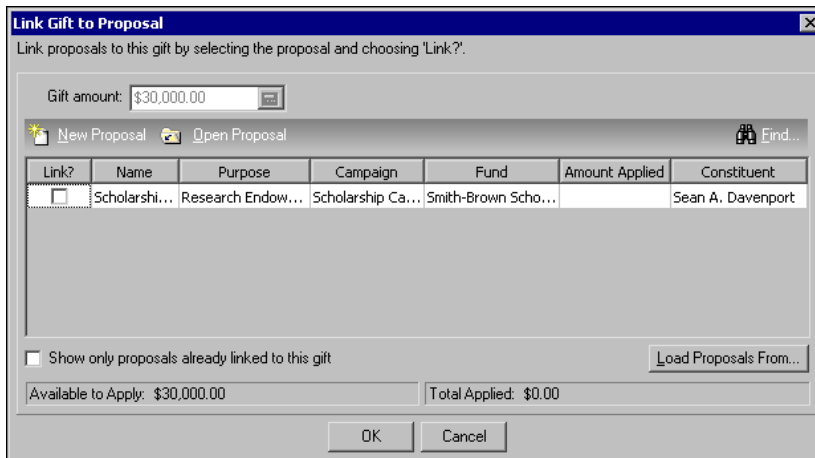 Link Gift to Proposal
Link proposals to this gift by selecting the proposal and choosing 'Link?'.
Gift amount: $30,000.00
New Proposal Open Proposal Find...
Link? Name Purpose Campaign Fund Amount Applied Constituent
Scholarshi... Research Endow... Scholarship Ca... Smith-Brown Scho... Sean A. Davenport
Show only proposals already linked to this gift Load Proposals From...
Available to Apply: $30,000.00 Total Applied: $0.00
OK Cancel